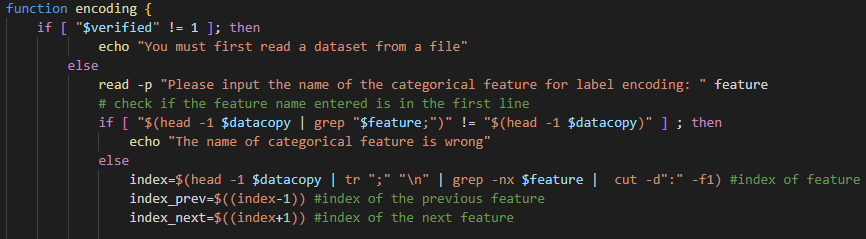 function encoding {
if [ "$verified" != 1 ]; then
echo "You must first read a dataset from a file"
else
read -p "Please input the name of the categorical feature for label encoding: " feature
# check if the feature name entered is in the first line
if [ "$(head -1 $datacopy | grep "$feature;")" != "$(head -1 $datacopy)" ] ; then
echo "The name of categorical feature is wrong"
else
index=$(head -1 $datacopy | tr ";" "\n" | grep -nx $feature |  cut -d":" -f1) #index of feature
index_prev=$((index-1)) #index of the previous feature
index_next=$((index+1)) #index of the next feature